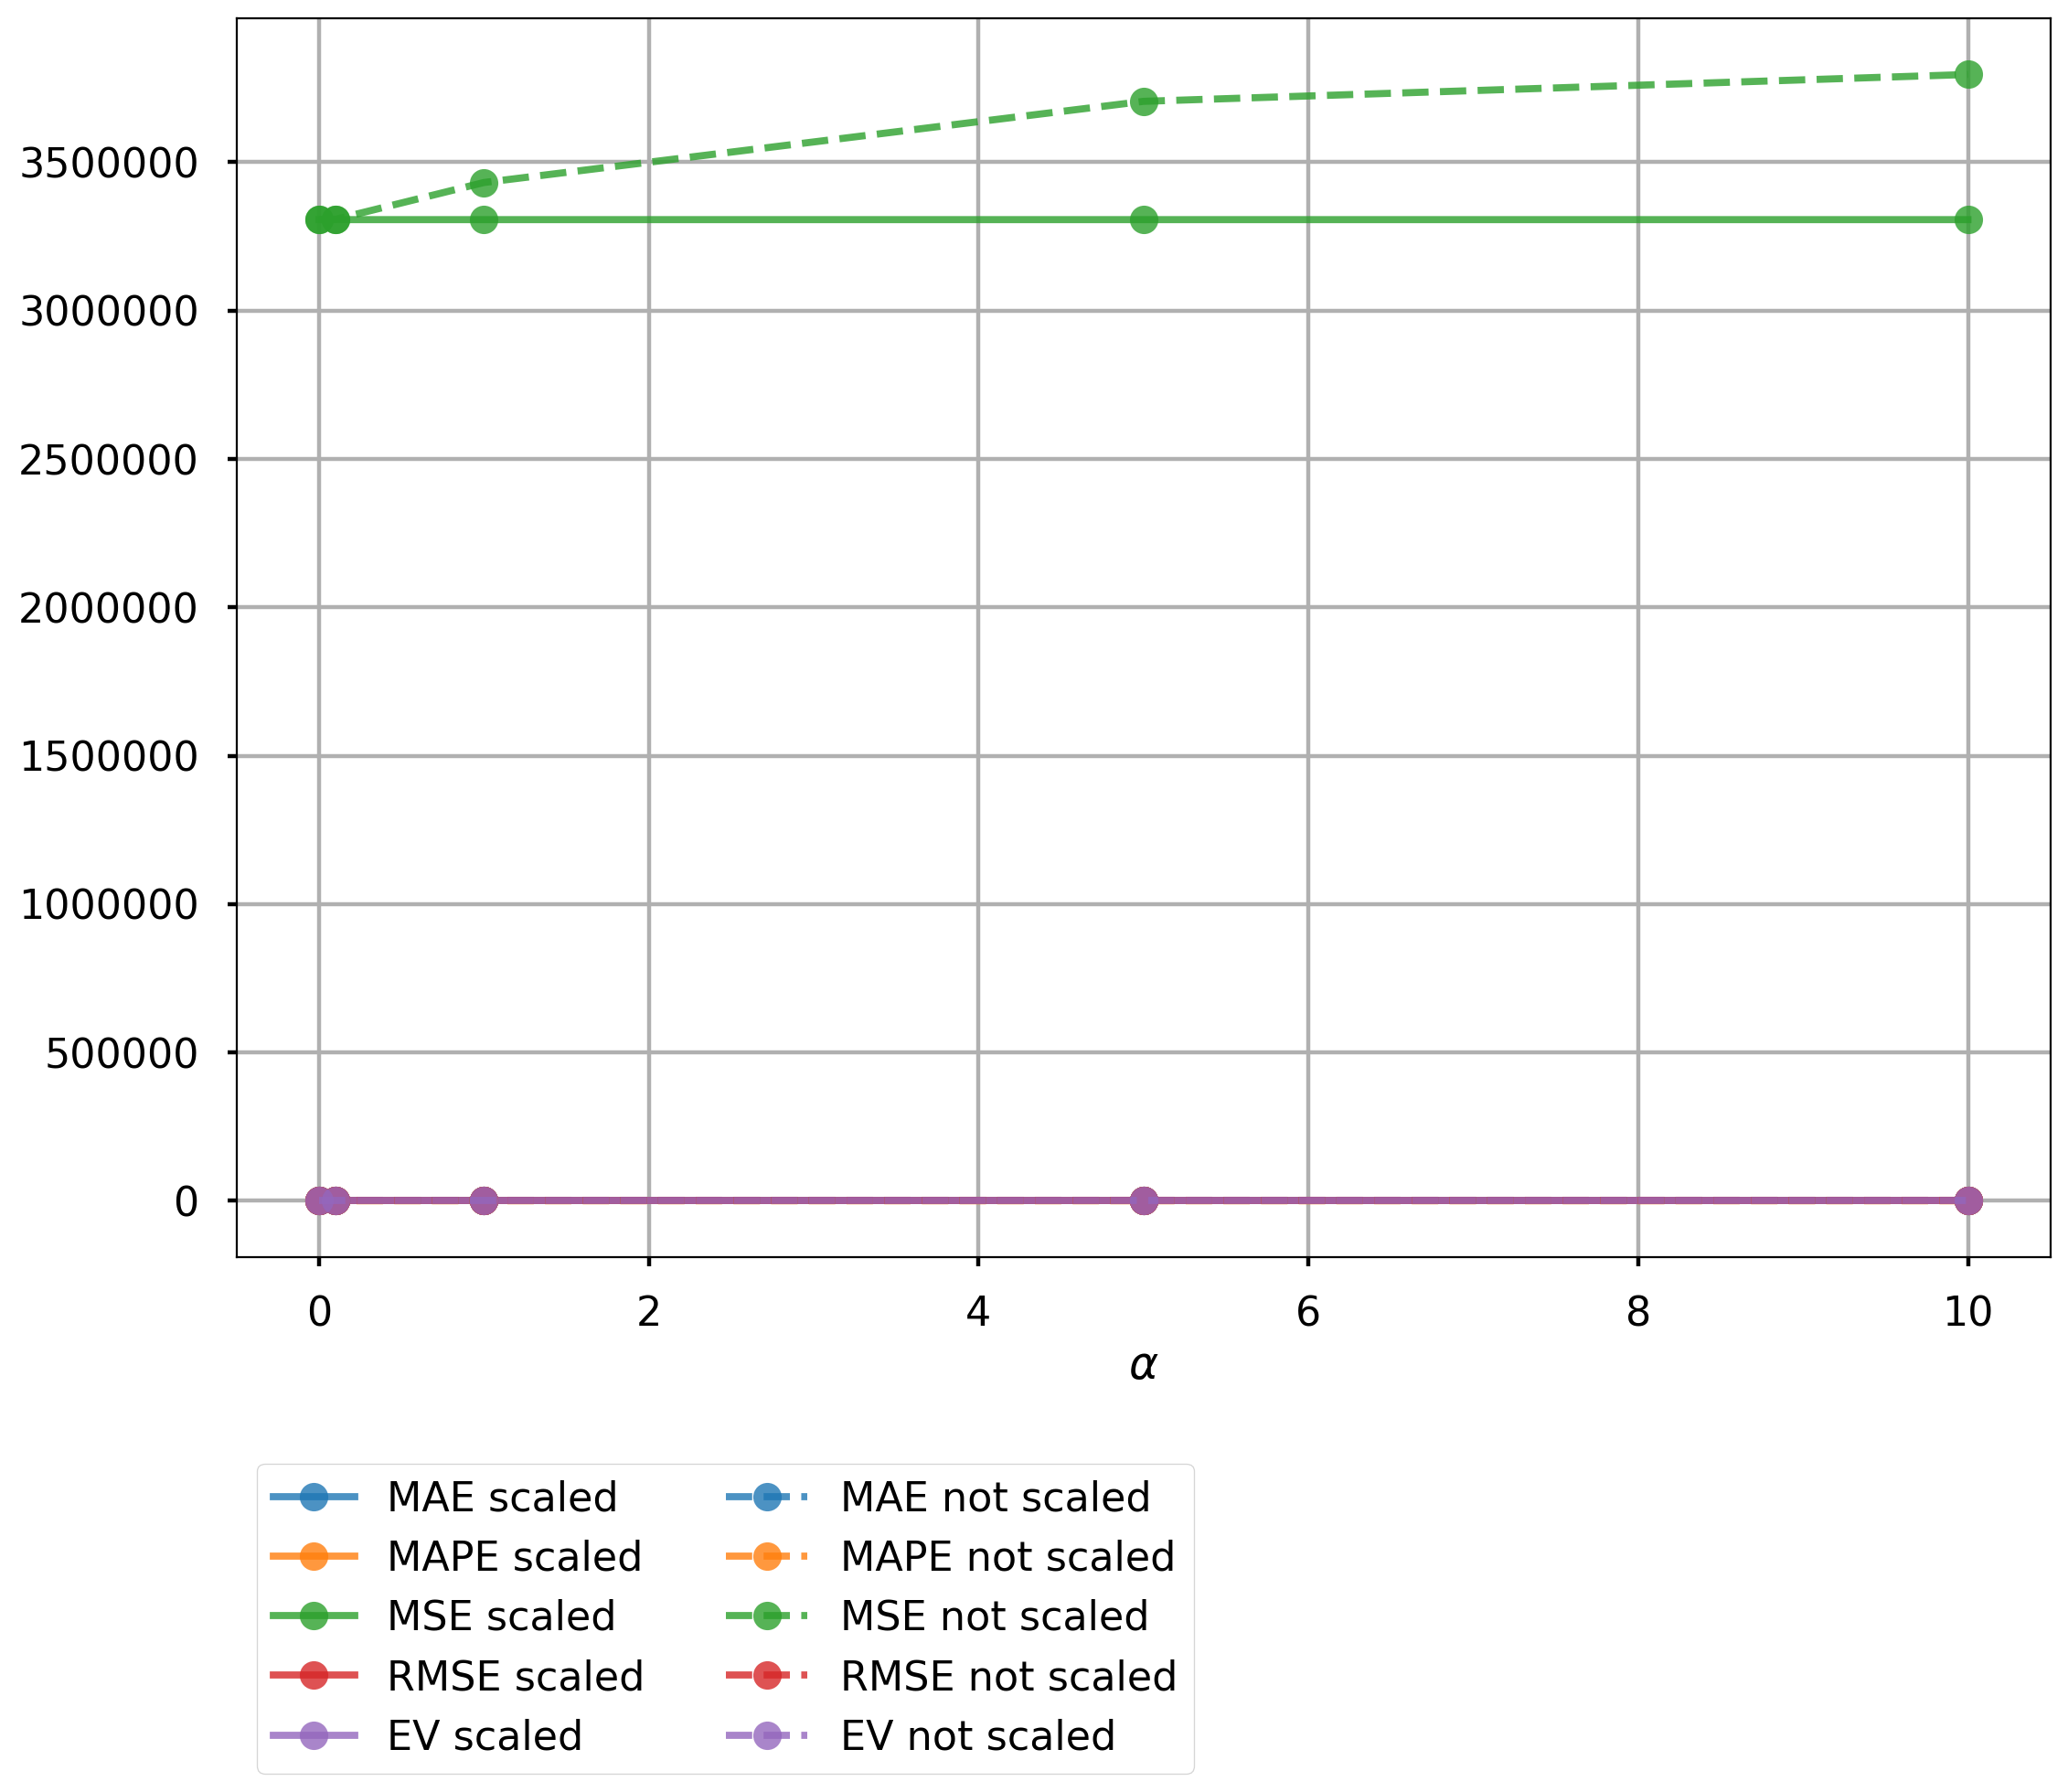 3500000
3000000
2500000
2000000
1500000
1000000
500000
0
0 2 4 6 8 10
α
MAE scaled MAE not scaled
MAPE scaled MAPE not scaled
MSE scaled MSE not scaled
RMSE scaled RMSE not scaled
EV scaled EV not scaled